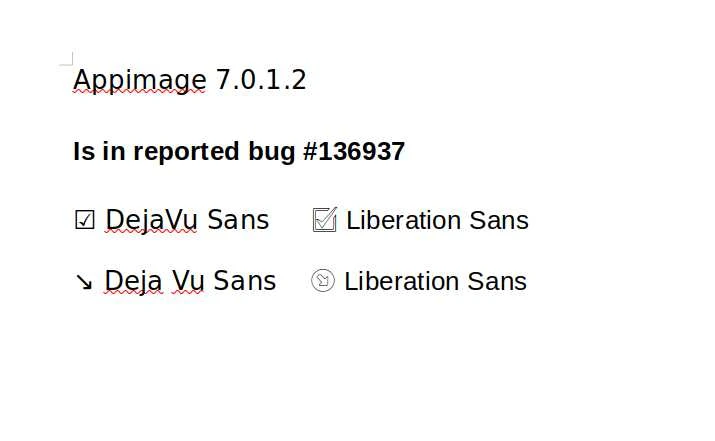 Appimage 7.0.1.2
Is in reported bug #136937
☑ DejaVu Sans ☑ Liberation Sans
↘ Deja Vu Sans ↘ Liberation Sans